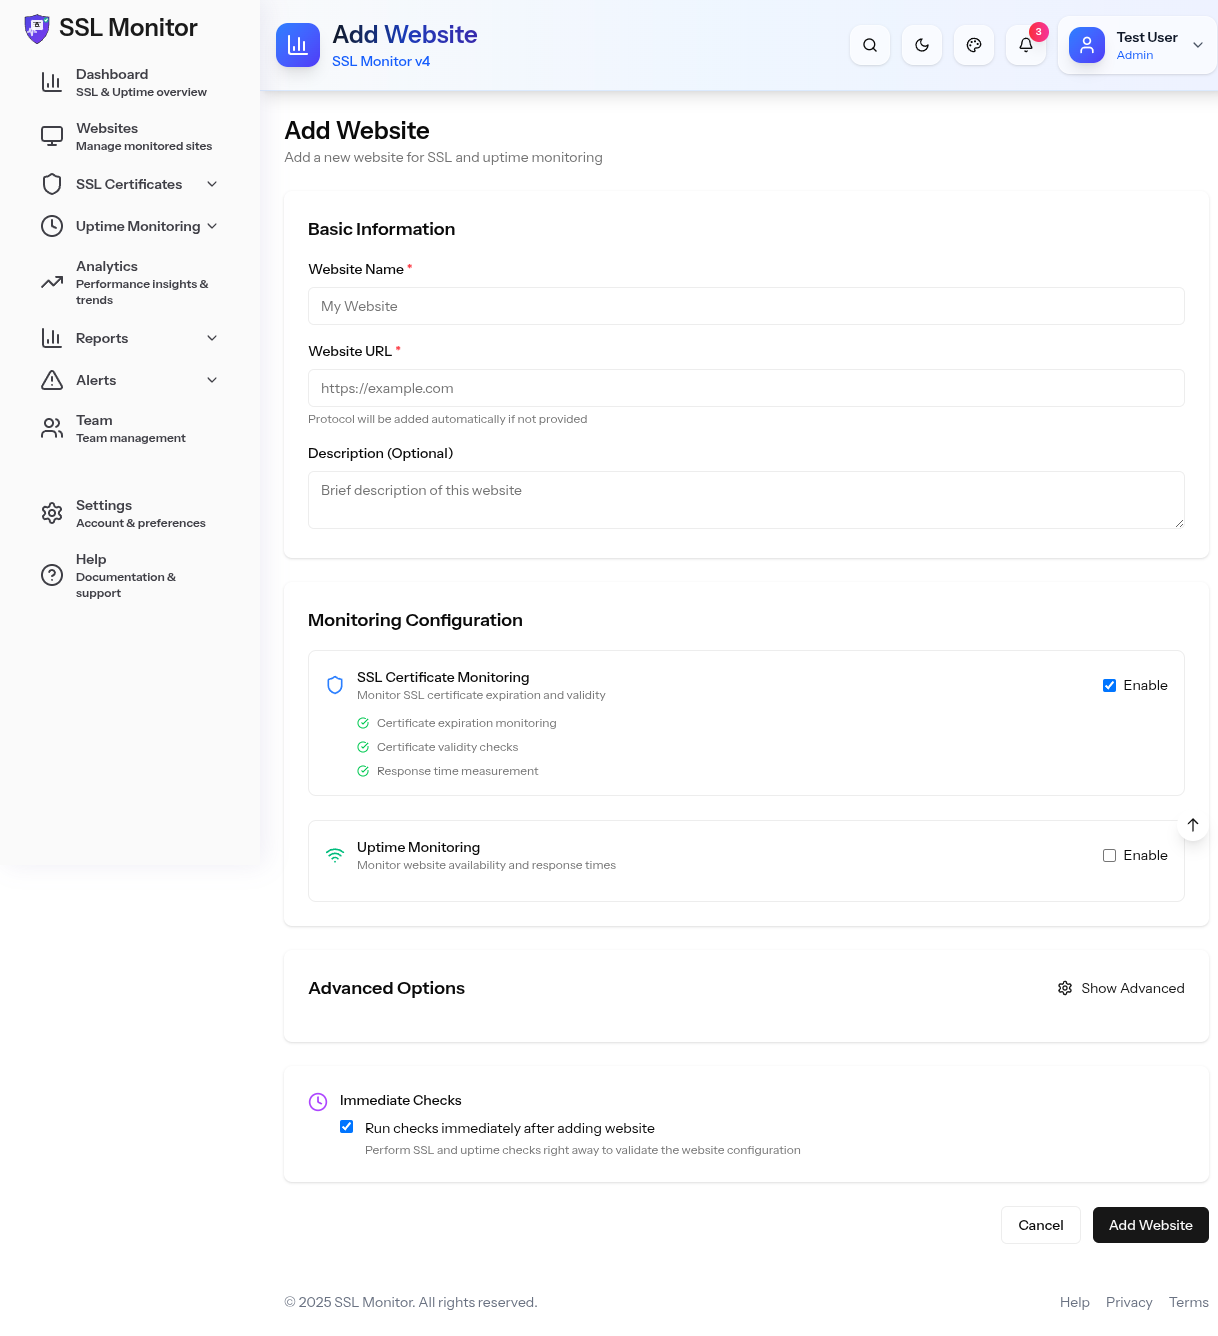 SSL Monitor
Dashboard
SSL & Uptime overview
Websites
Manage monitored sites
SSL Certificates
Uptime Monitoring
Analytics
Performance insights &
trends
Reports
Alerts
Team
Team management
Settings
Account & preferences
Help
Documentation &
support
Add Website
SSL Monitor v4
3
Test User
Admin
Add Website
Add a new website for SSL and uptime monitoring
Basic Information
Website Name *
My Website
Website URL *
https://example.com
Protocol will be added automatically if not provided
Description (Optional)
Brief description of this website
Monitoring Configuration
SSL Certificate Monitoring
Monitor SSL certificate expiration and validity
Enable
Certificate expiration monitoring
Certificate validity checks
Response time measurement
Uptime Monitoring
Monitor website availability and response times
Enable
Advanced Options
Show Advanced
Immediate Checks
Run checks immediately after adding website
Perform SSL and uptime checks right away to validate the website configuration
Cancel
Add Website
© 2025 SSL Monitor. All rights reserved.
Help
Privacy
Terms